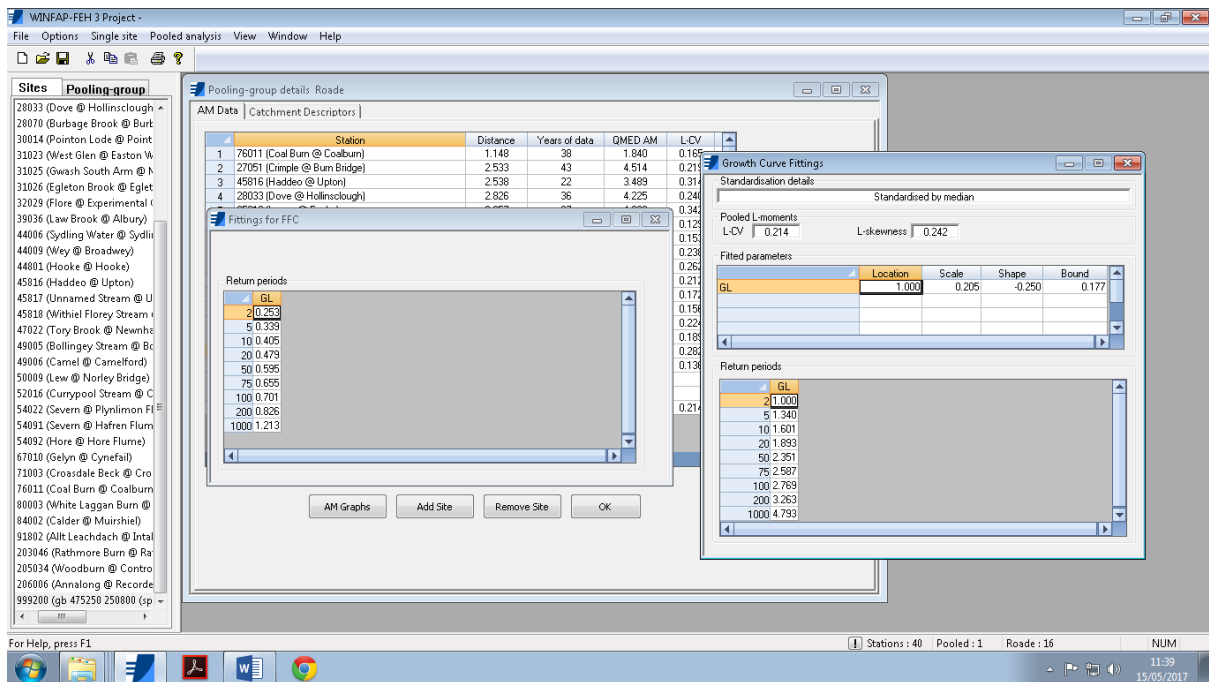 WINFAP-FEH 3 Project -
File Options Single site Pooled analysis View Window Help
Sites Pooling-group
28033 (Dove @ Hollinsclough
28070 (Burbage Brook @ Burb
30014 (Pointon Lode @ Point
31023 (West Glen @ Easton W
31025 (Gwash South Arm @ M
31026 (Egleton Brook @ Eglet
32029 (Flore @ Experimental
39036 (Law Brook @ Albury)
44006 (Sydling Water @ Sydlin
44009 (Wey @ Broadwey)
44801 (Hooke @ Hooke)
45816 (Haddeo @ Upton)
45817 (Unnamed Stream @ U
45818 (Withiel Florey Stream
47022 (Tory Brook @ Newnha
49005 (Bollingey Stream @ Bo
49006 (Camel @ Camelford)
50009 (Lew @ Norley Bridge)
52016 (Currypool Stream @ C
54022 (Severn @ Plynlimon Fl
54091 (Severn @ Hafren Flum
54092 (Hore @ Hore Flume)
67010 (Gelyn @ Cynefail)
71003 (Croasdale Beck @ Cro
76011 (Coal Burn @ Coalburn
80003 (White Laggan Burn @
84002 (Calder @ Muirshiel)
91802 (Allt Leachdach @ Intal
203046 (Rathmore Burn @ Ra
205034 (Woodburn @ Contro
206006 (Annalong @ Recorde
999200 (gb 475250 250800 (sp
Pooling-group details Roade
AM Data Catchment Descriptors
Station Distance Years of data QMED AM L-CV
1 76011 (Coal Burn @ Coalburn) 1.148 38 1.840 0.165
2 27051 (Crimple @ Burn Bridge) 2.533 43 4.514 0.219
3 45816 (Haddeo @ Upton) 2.538 22 3.489 0.314
4 28033 (Dove @ Hollinsclough) 2.826 36 4.225 0.240
0.342
0.129
0.153
0.238
0.262
0.212
0.172
0.156
0.224
0.189
0.282
0.136
0.214
Fittings for FFC
Return periods
GL
2 0.253
5 0.339
10 0.405
20 0.479
50 0.595
75 0.655
100 0.701
200 0.826
1000 1.213
AM Graphs Add Site Remove Site OK
Growth Curve Fittings
Standardisation details
Standardised by median
Pooled L-moments
L-CV 0.214 L-skewness 0.242
Fitted parameters
Location Scale Shape Bound
GL 1.000 0.205 -0.250 0.177
Return periods
GL
2 1.000
5 1.340
10 1.601
20 1.893
50 2.351
75 2.587
100 2.769
200 3.263
1000 4.793
For Help, press F1
Stations : 40 Pooled : 1 Roade : 16 NUM
11:39
15/05/2017